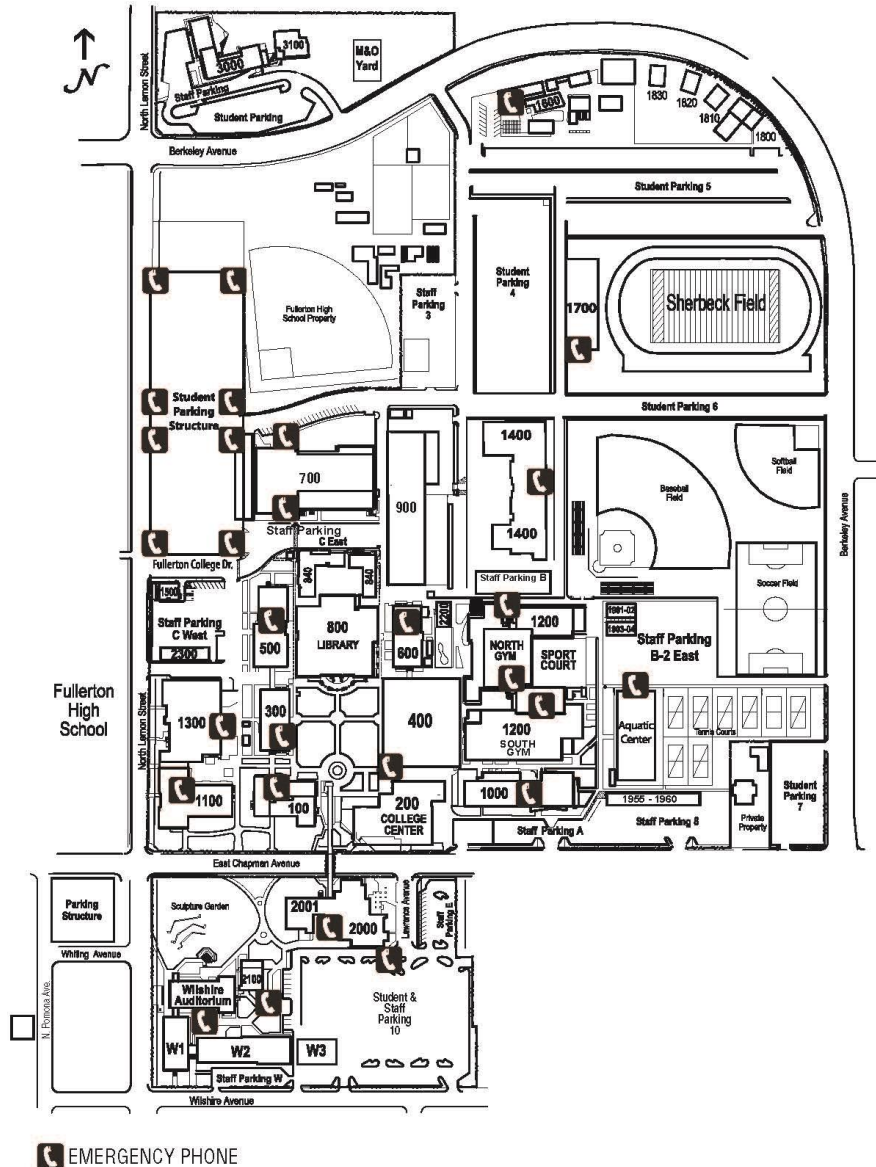 N
North Lemon Street
3000
3100
M&O
Yard
Staff Parking
Student Parking
Berkeley Avenue
1600
1830
1820
1810
1800
Student Parking 5
Student
Parking
4
1700
Sherbeck Field
Fullerton High
School Property
Staff
Parking
3
Student Parking 6
Student
Parking
Structure
700
Staff Parking
C East
900
1400
1400
Staff Parking B
Baseball
Field
Softball
Field
Soccer Field
Berkeley Avenue
Fullerton College Dr.
1500
Staff Parking
C West
2300
500
840
840
800
LIBRARY
600
2200
1200
NORTH
GYM
SPORT
COURT
1901-02
1903-04
Staff Parking
B-2 East
Fullerton
High
School
North Lemon Street
1300
300
400
1200
SOUTH
GYM
Aquatic
Center
Tennis Courts
1100
100
200
COLLEGE
CENTER
1000
Staff Parking A
1955 - 1960
Staff Parking 8
Private
Property
Student
Parking
7
East Chapman Avenue
Parking
Structure
Whiting Avenue
N. Pomona Ave.
Sculpture Garden
2001
2000
Lawrence Avenue
Staff
Parking E
2100
Wilshire
Auditorium
W1
W2
W3
Student &
Staff
Parking
10
Staff Parking W
Wilshire Avenue
EMERGENCY PHONE